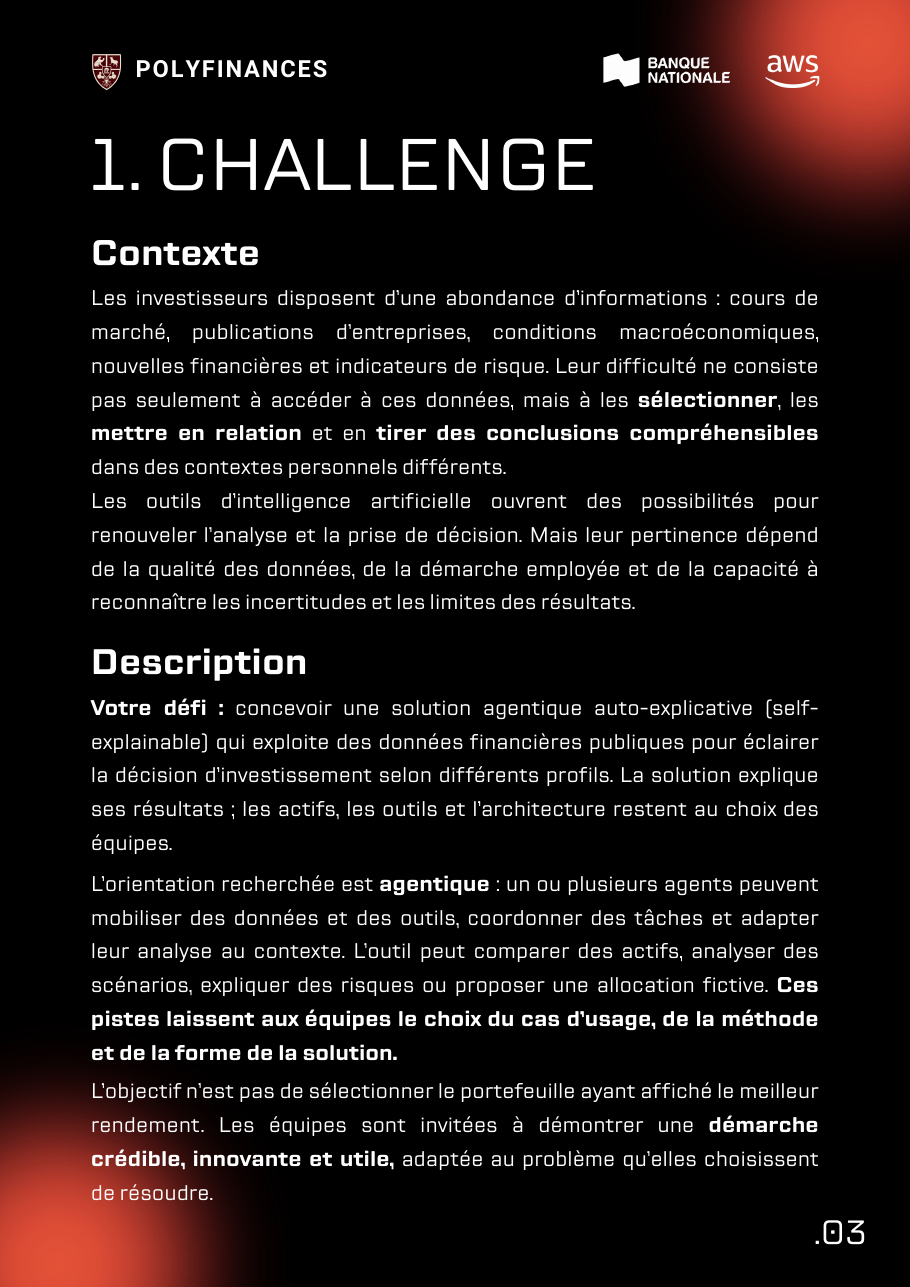 POLYFINANCES
BANQUE
NATIONALE
aws
1. CHALLENGE
Contexte
Les investisseurs disposent d'une abondance d'informations : cours de
marché, publications d'entreprises, conditions macroéconomiques,
nouvelles financières et indicateurs de risque. Leur difficulté ne consiste
pas seulement à accéder à ces données, mais à les sélectionner, les
mettre en relation et en tirer des conclusions compréhensibles
dans des contextes personnels différents.
Les outils d'intelligence artificielle ouvrent des possibilités pour
renouveler l'analyse et la prise de décision. Mais leur pertinence dépend
de la qualité des données, de la démarche employée et de la capacité à
reconnaître les incertitudes et les limites des résultats.
Description
Votre défi : concevoir une solution agentique auto-explicative (self-
explainable) qui exploite des données financières publiques pour éclairer
la décision d'investissement selon différents profils. La solution explique
ses résultats ; les actifs, les outils et l'architecture restent au choix des
équipes.
L'orientation recherchée est agentique : un ou plusieurs agents peuvent
mobiliser des données et des outils, coordonner des tâches et adapter
leur analyse au contexte. L'outil peut comparer des actifs, analyser des
scénarios, expliquer des risques ou proposer une allocation fictive. Ces
pistes laissent aux équipes le choix du cas d'usage, de la méthode
et de la forme de la solution.
L'objectif n'est pas de sélectionner le portefeuille ayant affiché le meilleur
rendement. Les équipes sont invitées à démontrer une démarche
crédible, innovante et utile, adaptée au problème qu'elles choisissent
de résoudre.
.03